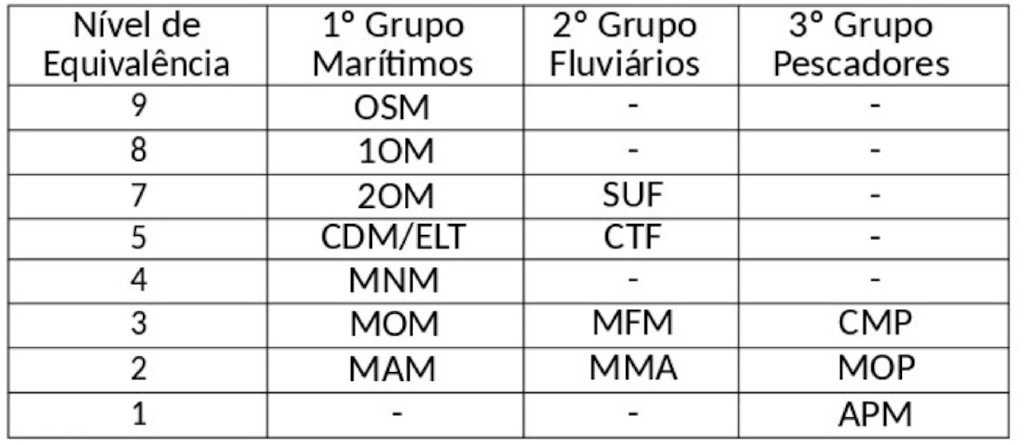 Nível de Equivalência | 1º Grupo Marítimos | 2º Grupo Fluviários | 3º Grupo Pescadores
9 | OSM | - | -
8 | 1OM | - | -
7 | 2OM | SUF | -
5 | CDM/ELT | CTF | -
4 | MNM | - | -
3 | MOM | MFM | CMP
2 | MAM | MMA | MOP
1 | - | - | APM